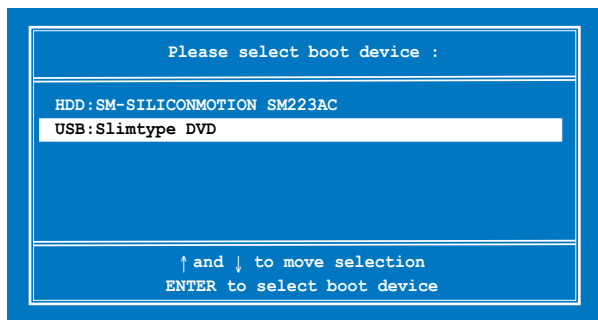 Please select boot device :
HDD:SM-SILICONMOTION SM223AC
USB:Slimtype DVD
↑ and ↓ to move selection
ENTER to select boot device